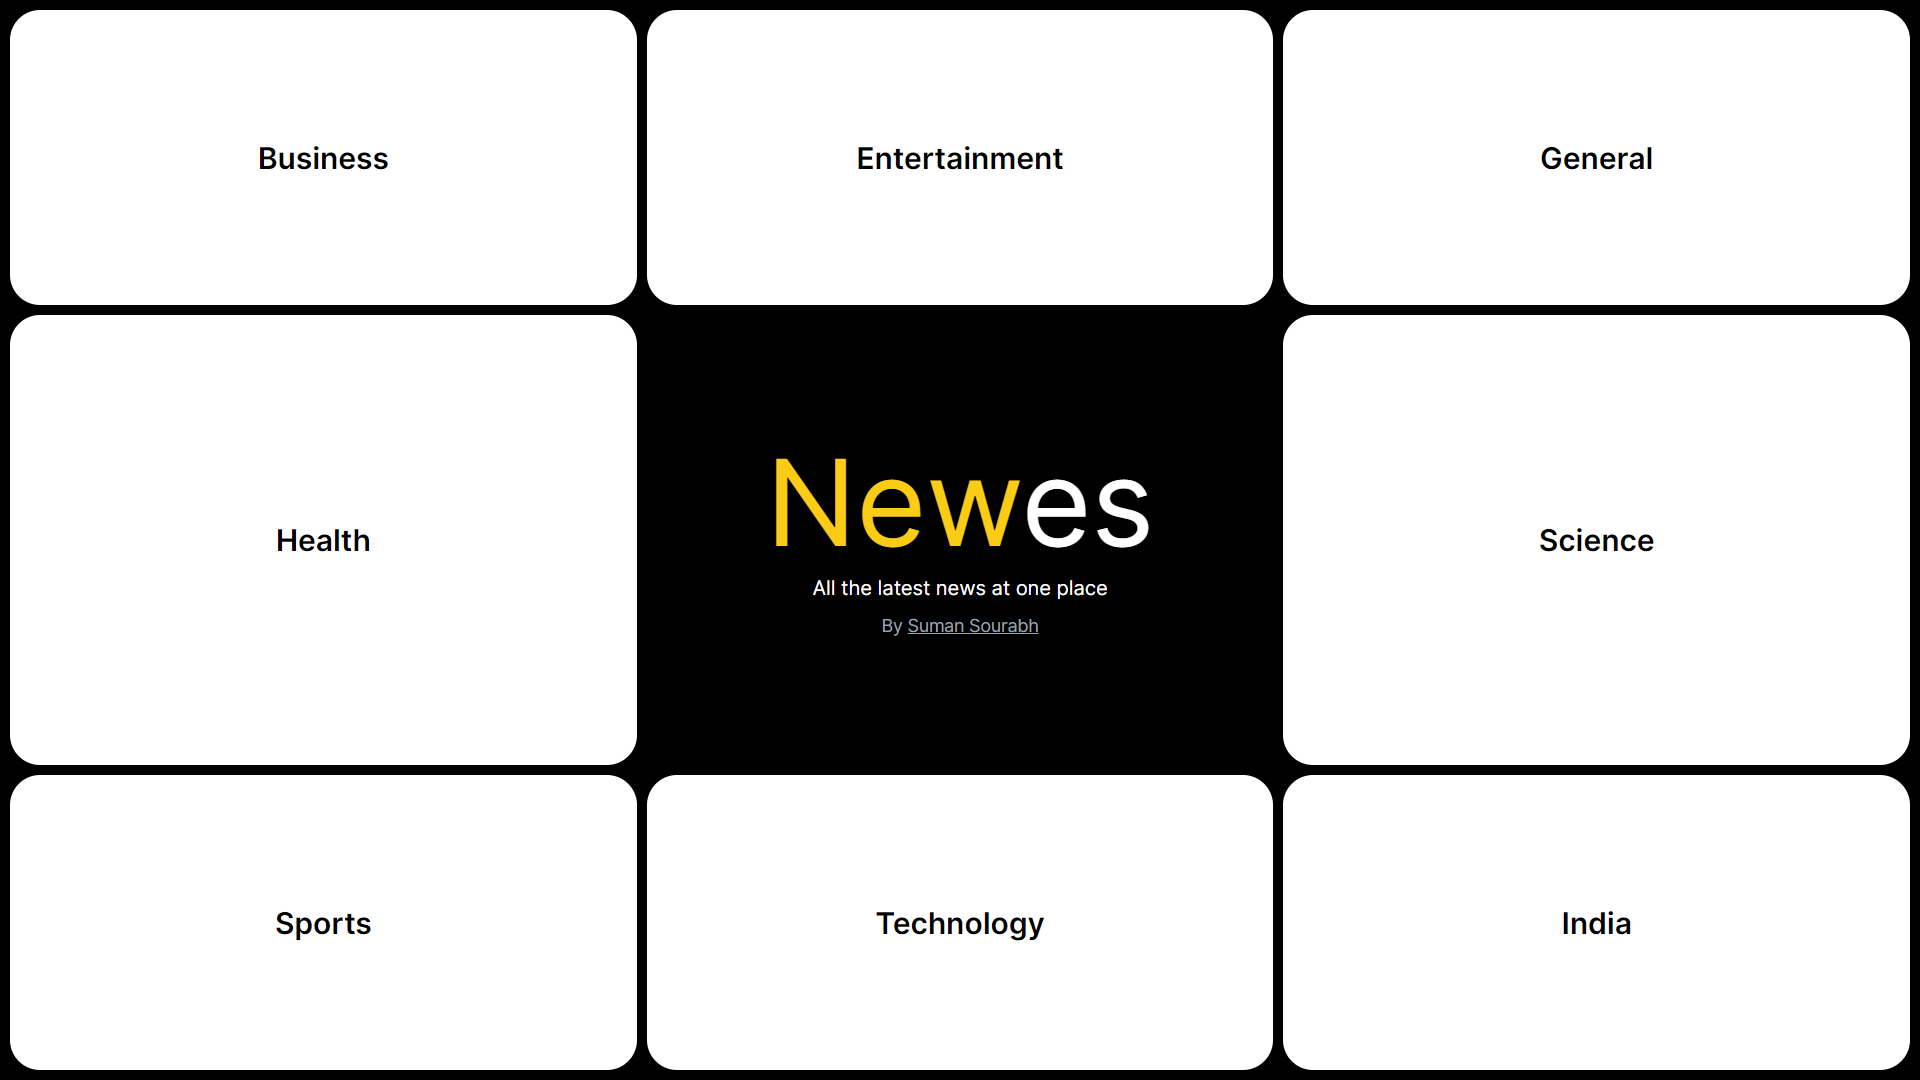 Business
Entertainment
General
Health
Newes
All the latest news at one place
By Suman Sourabh
Science
Sports
Technology
India